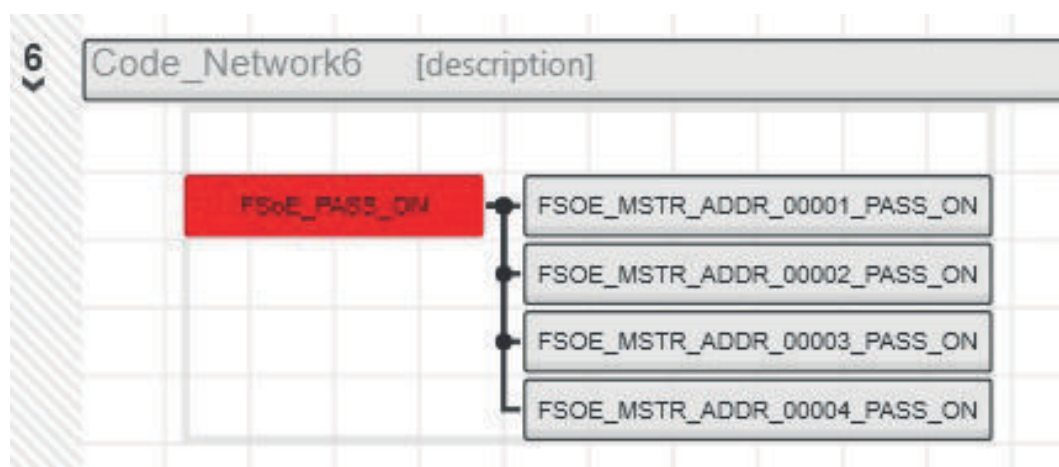 6
Code_Network6 [description]
FSoE_PASS_ON
FSOE_MSTR_ADDR_00001_PASS_ON
FSOE_MSTR_ADDR_00002_PASS_ON
FSOE_MSTR_ADDR_00003_PASS_ON
FSOE_MSTR_ADDR_00004_PASS_ON